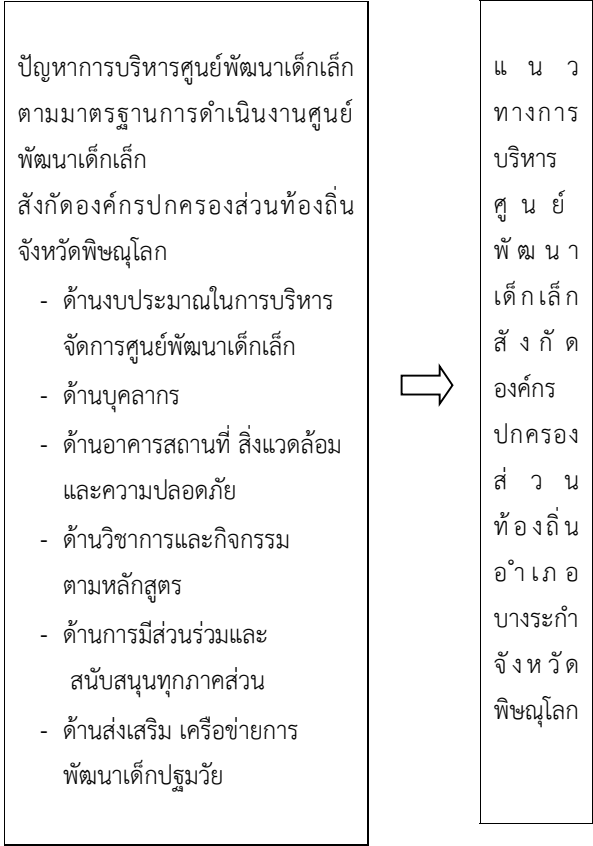 ปัญหาการบริหารศูนย์พัฒนาเด็กเล็ก
ตามมาตรฐานการดำเนินงานศูนย์
พัฒนาเด็กเล็ก
สังกัดองค์กรปกครองส่วนท้องถิ่น
จังหวัดพิษณุโลก
- ด้านงบประมาณในการบริหาร
จัดการศูนย์พัฒนาเด็กเล็ก
- ด้านบุคลากร
- ด้านอาคารสถานที่ สิ่งแวดล้อม
และความปลอดภัย
- ด้านวิชาการและกิจกรรม
ตามหลักสูตร
- ด้านการมีส่วนร่วมและ
สนับสนุนทุกภาคส่วน
- ด้านส่งเสริม เครือข่ายการ
พัฒนาเด็กปฐมวัย
แนว
ทางการ
บริหาร
ศูนย์
พัฒนา
เด็กเล็ก
สังกัด
องค์กร
ปกครอง
ส่วน
ท้องถิ่น
อำเภอ
บางระกำ
จังหวัด
พิษณุโลก